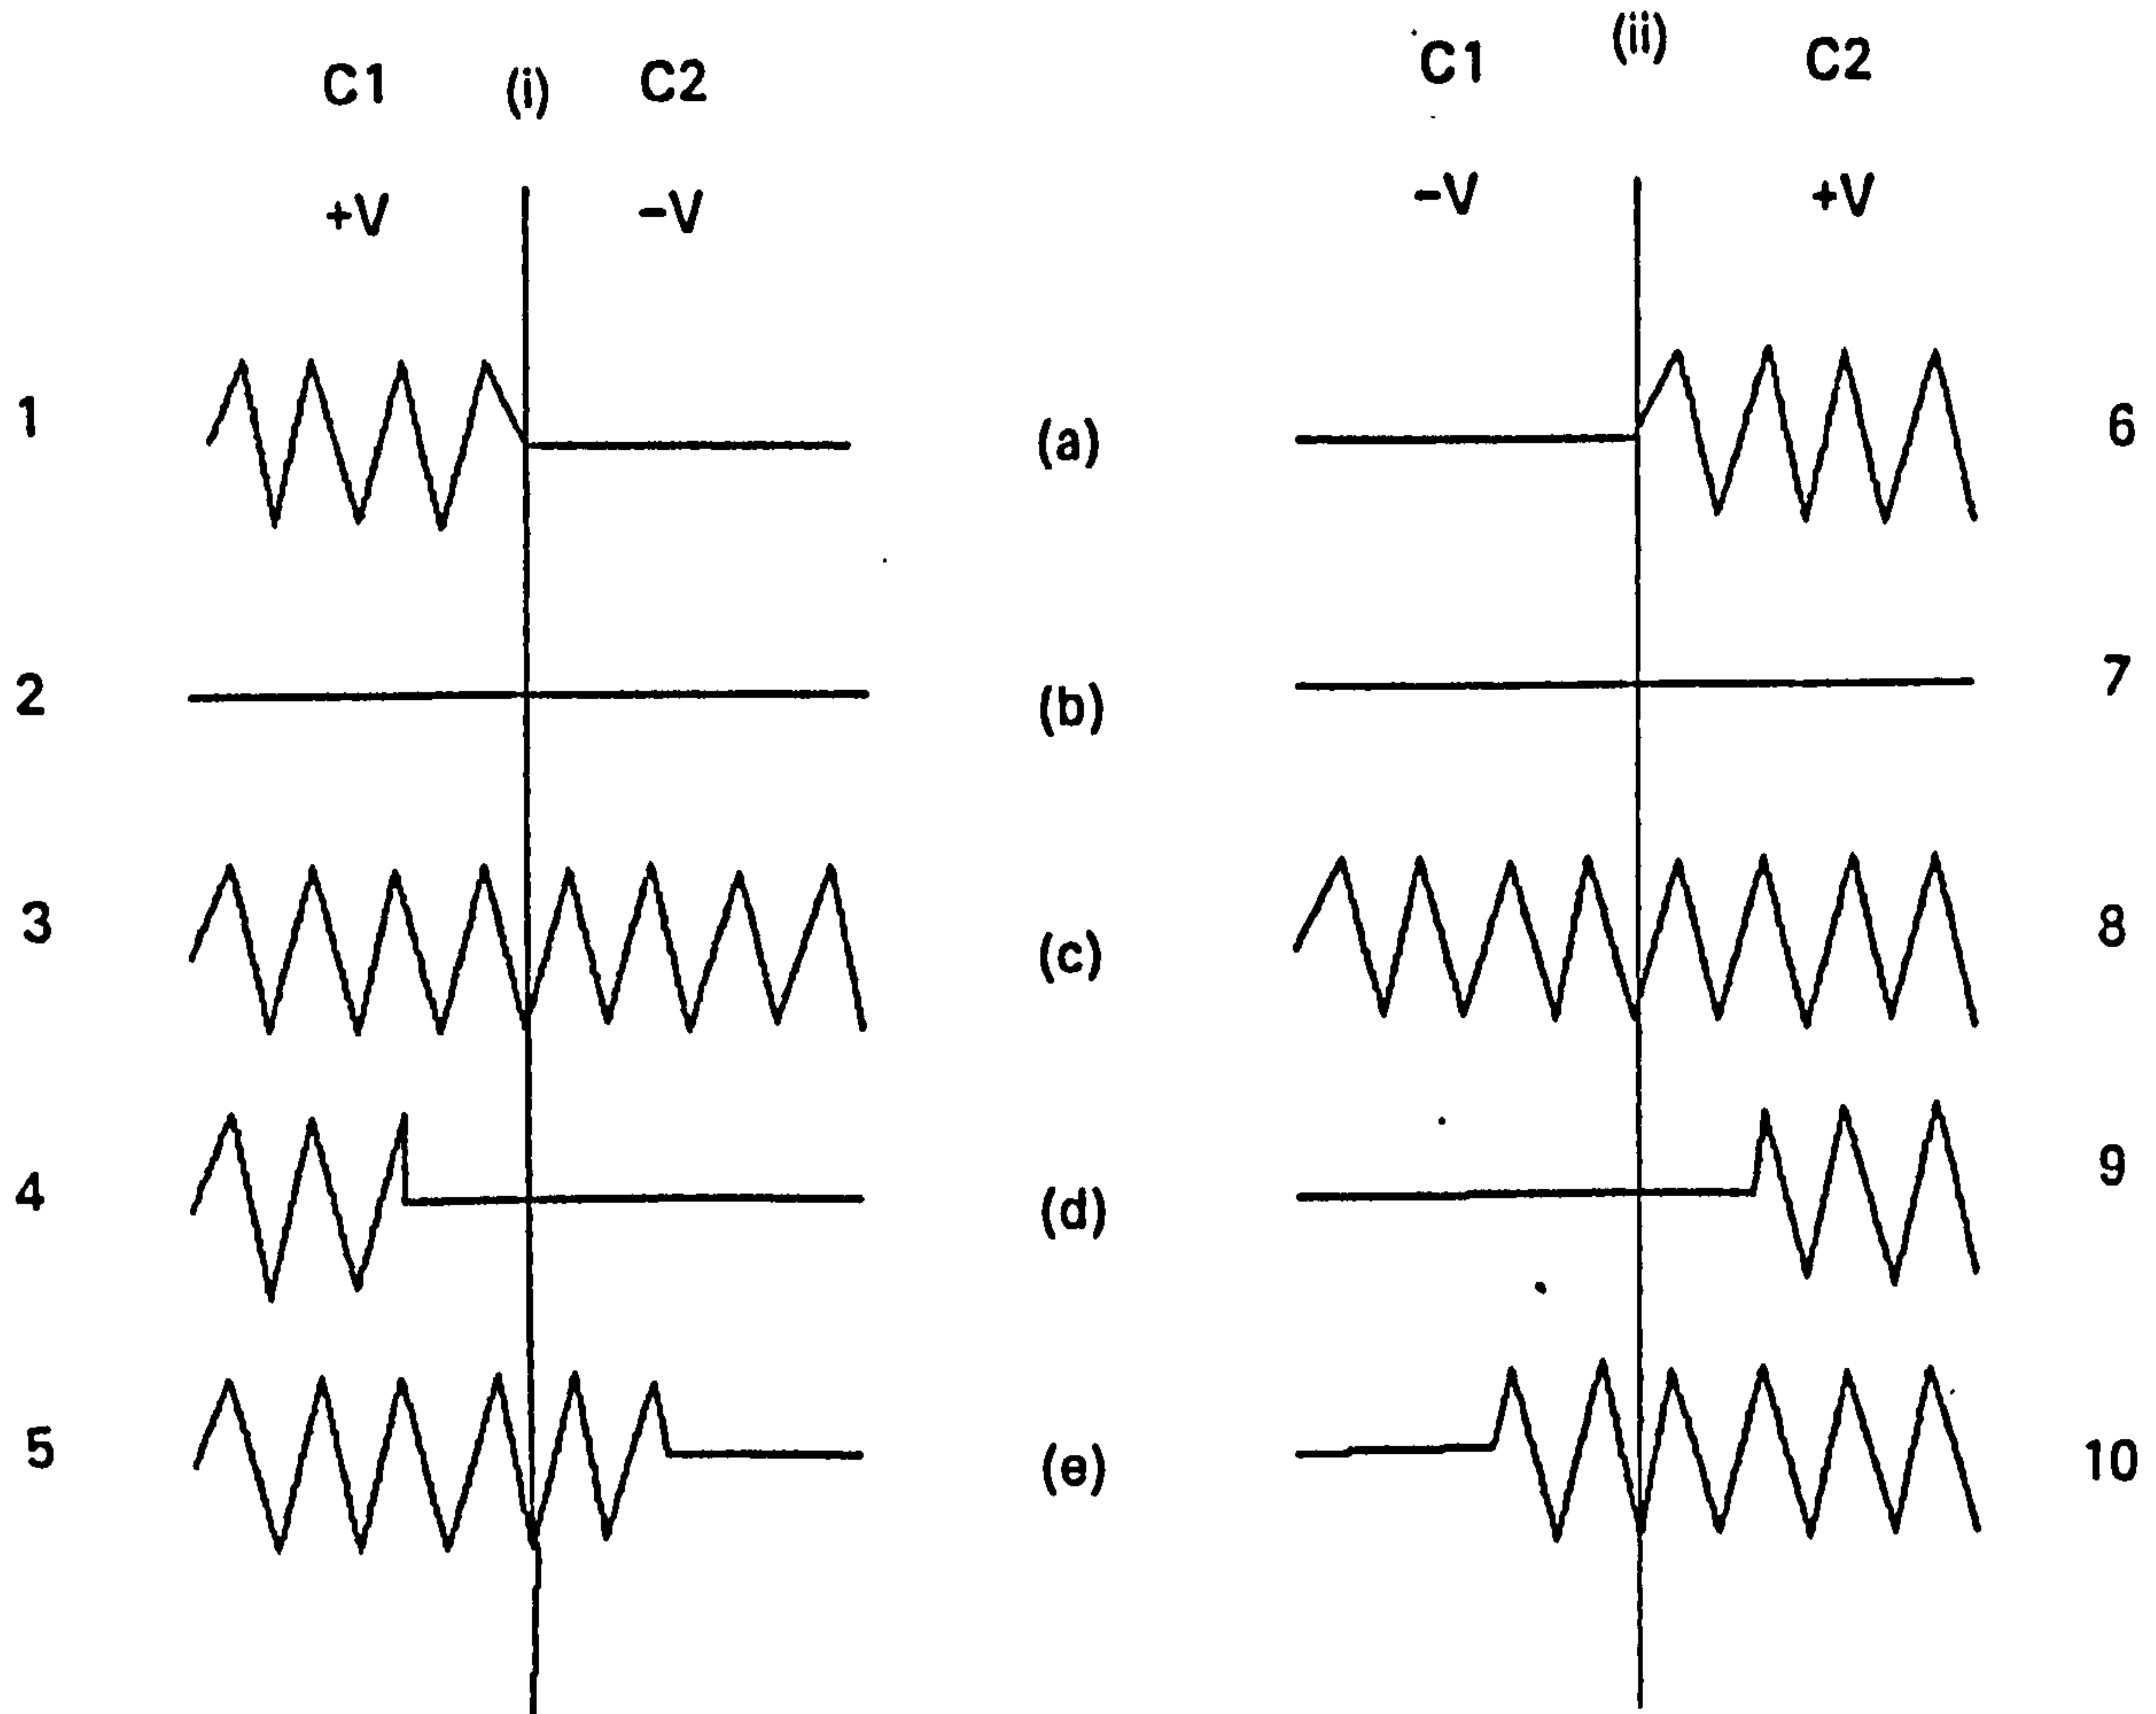 C1 (i) C2 C1 (ii) C2
+V -V -V +V
1 (a) 6
2 (b) 7
3 (c) 8
4 (d) 9
5 (e) 10